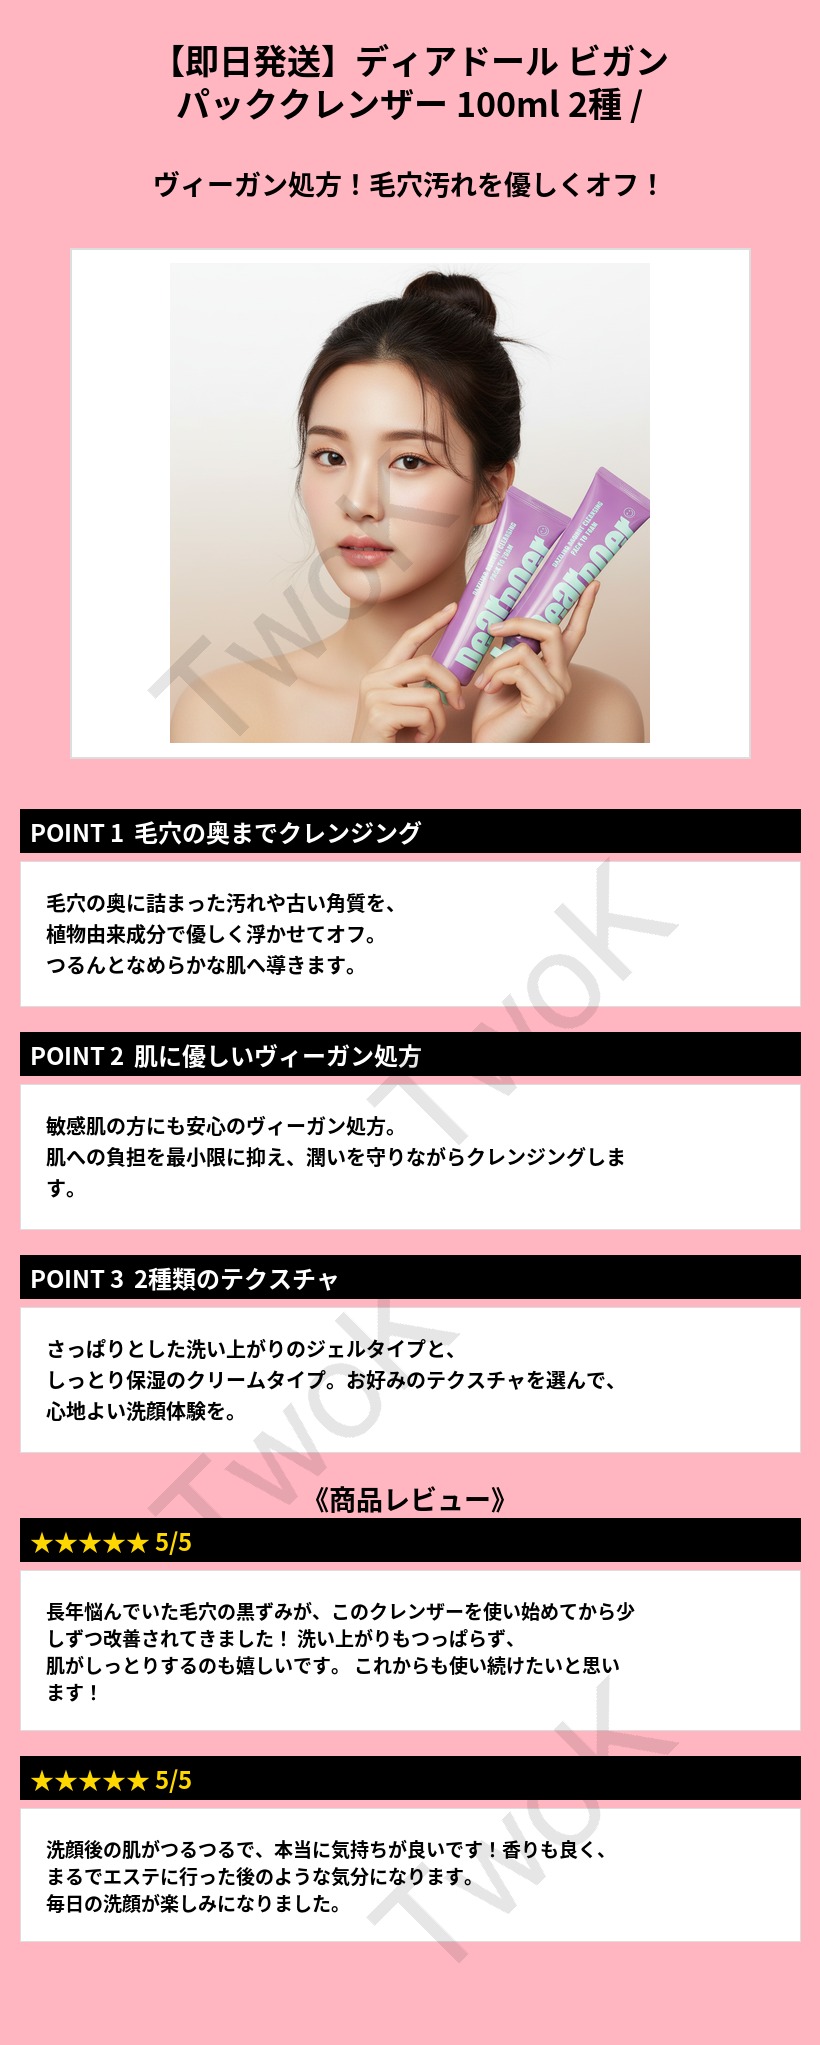 【即日発送】ディアドール ビガン
パッククレンザー 100ml 2種 /
ヴィーガン処方！毛穴汚れを優しくオフ！
DAZZLING MOMENT CLEANSING
PACK TO FOAM
DAZZLING MOMENT CLEANSING
PACK TO FOAM
TwoK
POINT 1 毛穴の奥までクレンジング
毛穴の奥に詰まった汚れや古い角質を、
植物由来成分で優しく浮かせてオフ。
つるんとなめらかな肌へ導きます。
TwoK
POINT 2 肌に優しいヴィーガン処方
敏感肌の方にも安心のヴィーガン処方。
肌への負担を最小限に抑え、潤いを守りながらクレンジングしま
す。
POINT 3 2種類のテクスチャ
さっぱりとした洗い上がりのジェルタイプと、
しっとり保湿のクリームタイプ。お好みのテクスチャを選んで、
心地よい洗顔体験を。
TwoK
《商品レビュー》
★★★★★ 5/5
長年悩んでいた毛穴の黒ずみが、このクレンザーを使い始めてから少
しずつ改善されてきました！ 洗い上がりもつっぱらず、
肌がしっとりするのも嬉しいです。 これからも使い続けたいと思い
ます！
★★★★★ 5/5
洗顔後の肌がつるつるで、本当に気持ちが良いです！香りも良く、
まるでエステに行った後のような気分になります。
毎日の洗顔が楽しみになりました。
TwoK